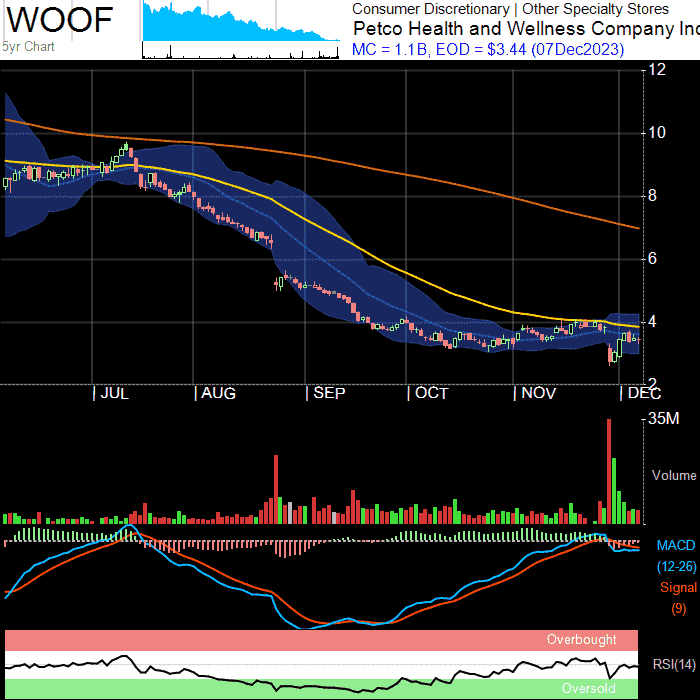 WOOF
5yr Chart
Consumer Discretionary | Other Specialty Stores
Petco Health and Wellness Company Inc
MC = 1.1B, EOD = $3.44 (07Dec2023)
12
10
8
6
4
2
JUL
AUG
SEP
OCT
NOV
DEC
35M
Volume
MACD
(12-26)
Signal
(9)
Overbought
RSI(14)
Oversold